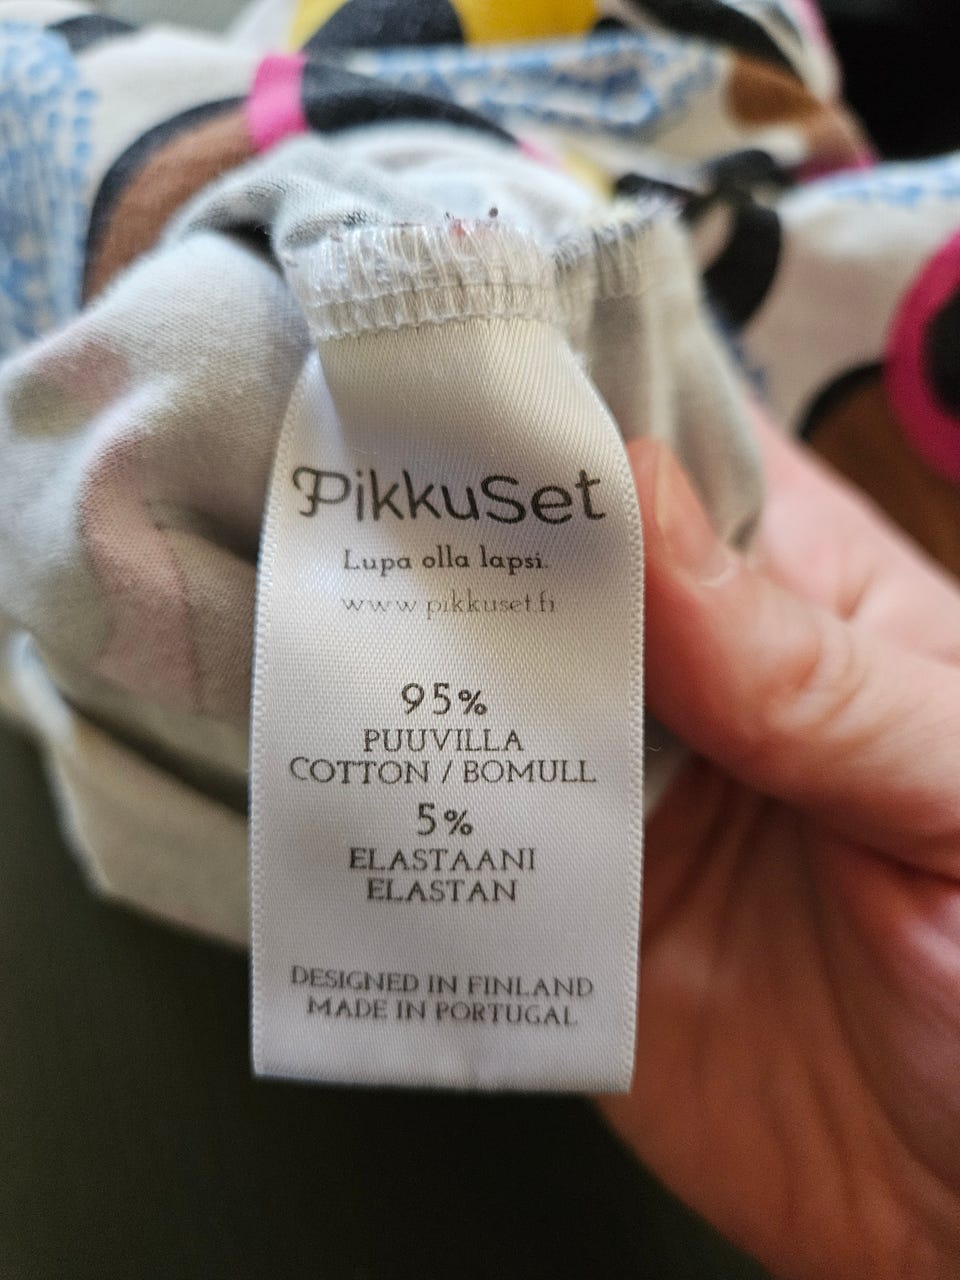 PikkuSet
Lupa olla lapsi.
www.pikkuset.fi
95%
PUUVILLA
COTTON / BOMULL
5%
ELASTAANI
ELASTAN
DESIGNED IN FINLAND
MADE IN PORTUGAL